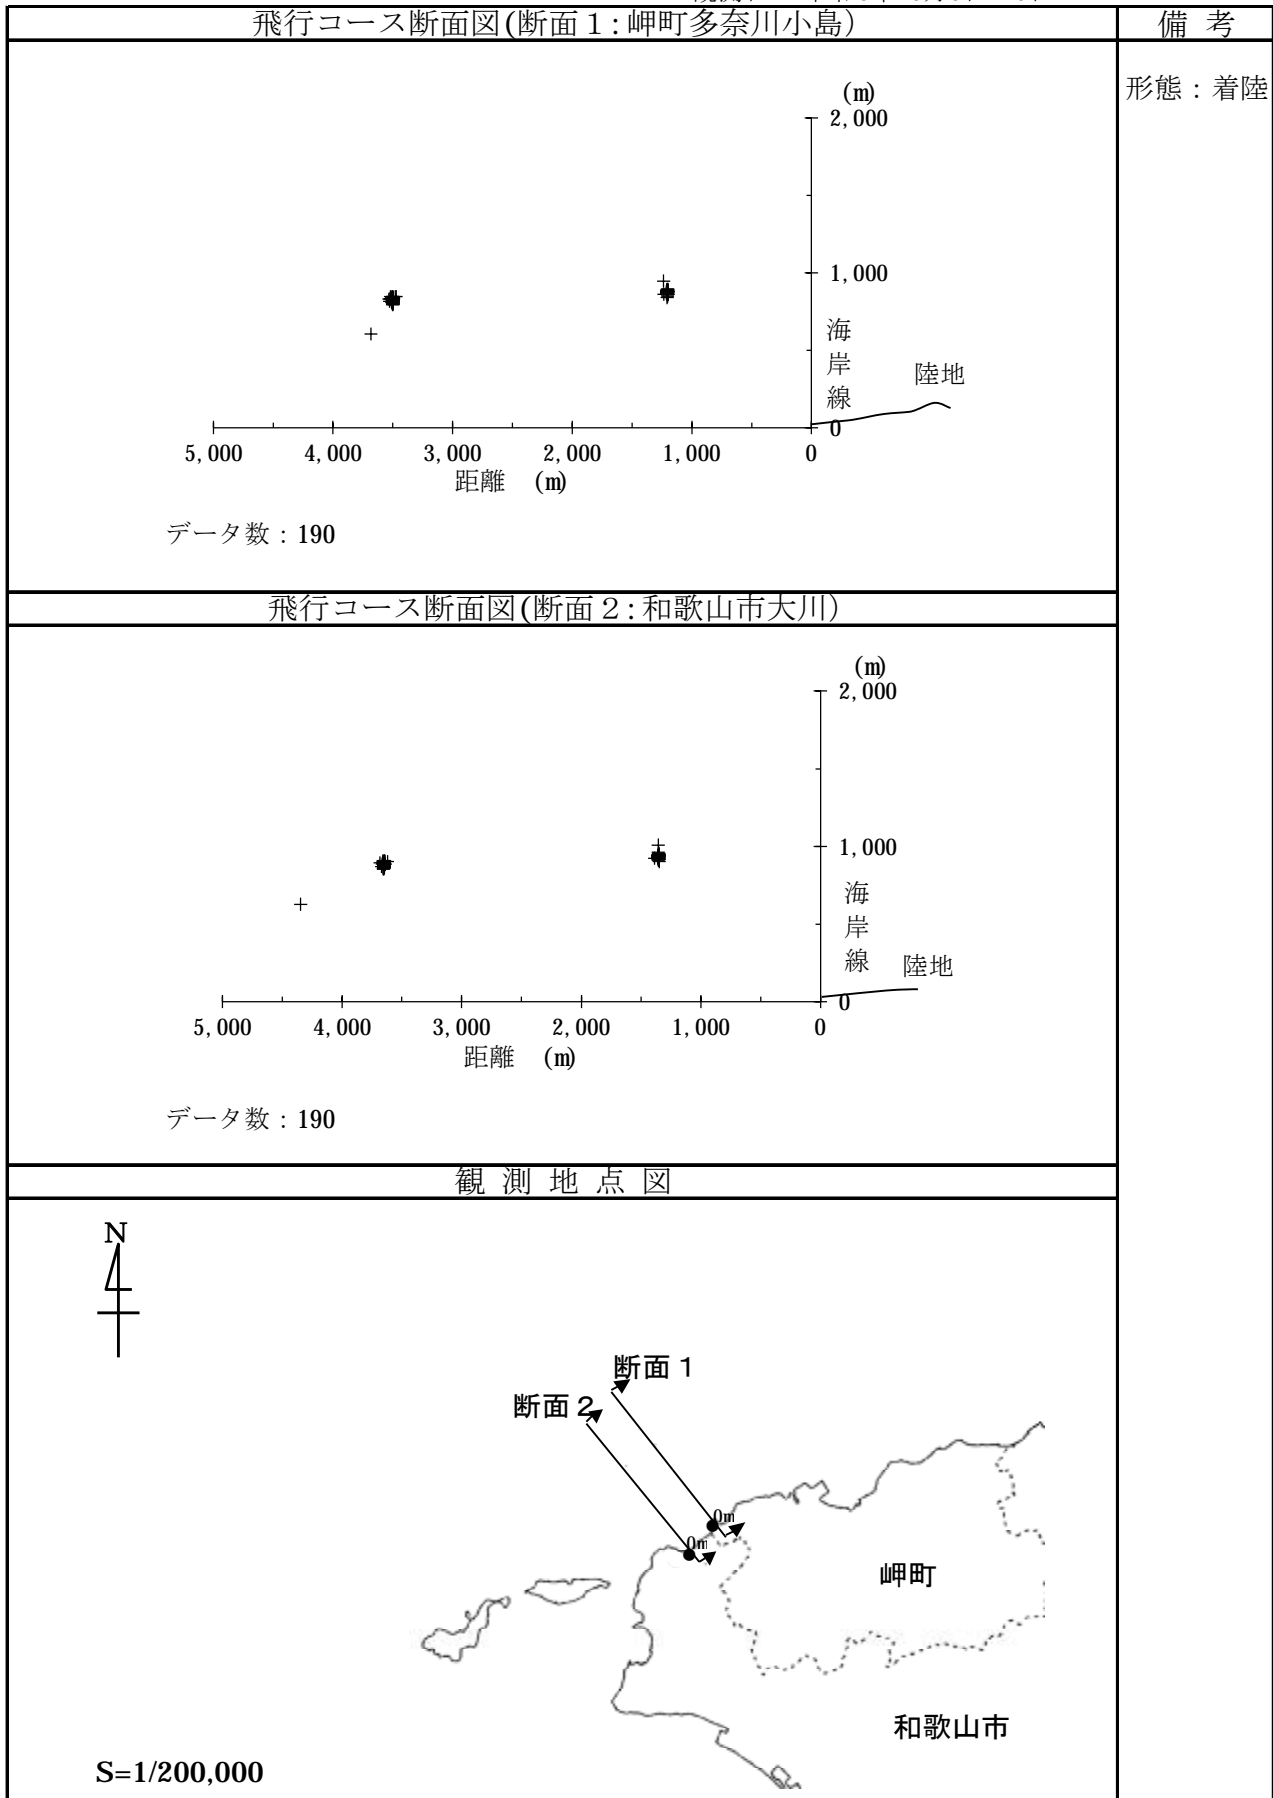 飛行コース断面図(断面１:岬町多奈川小島)
備 考
形態：着陸
(m)
2,000
1,000
海岸線
陸地
0
5,000 4,000 3,000 2,000 1,000 0
距離 (m)
データ数：190
飛行コース断面図(断面２:和歌山市大川)
(m)
2,000
1,000
海岸線
陸地
0
5,000 4,000 3,000 2,000 1,000 0
距離 (m)
データ数：190
観 測 地 点 図
N
断面１
断面２
0m
0m
岬町
和歌山市
S=1/200,000